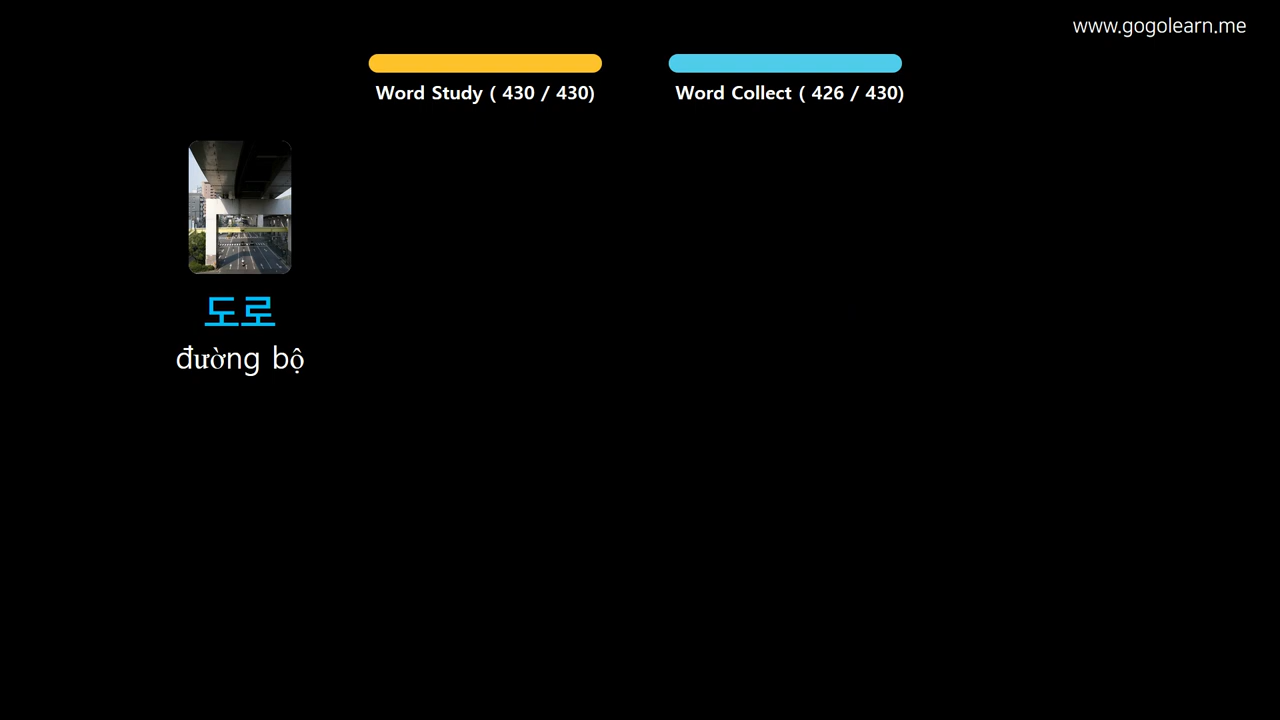 www.gogolearn.me
Word Study ( 430 / 430)
Word Collect ( 426 / 430)
도로
đường bộ